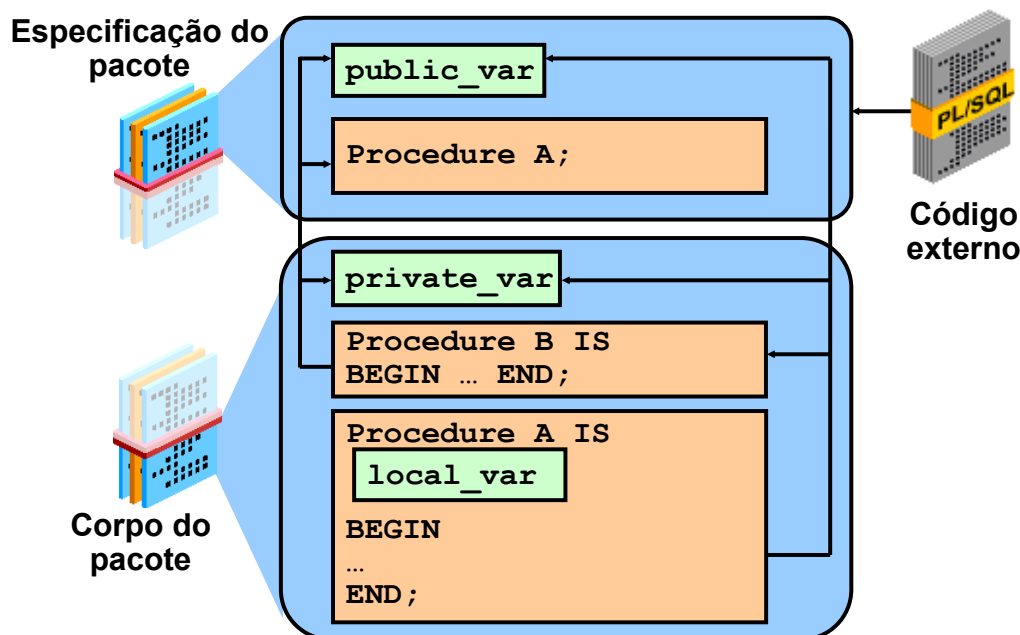 Especificação do
pacote
public_var
Procedure A;
PL/SQL
Código
externo
private_var
Procedure B IS
BEGIN … END;
Procedure A IS
local_var
BEGIN
…
END;
Corpo do
pacote